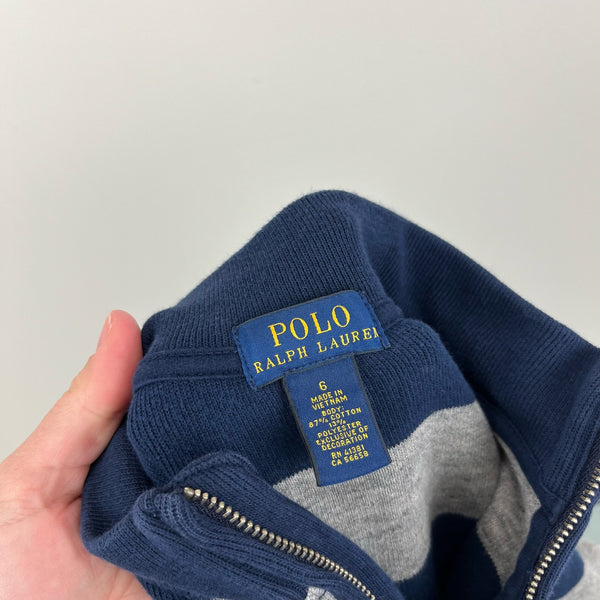 POLO
RALPH LAUREN
6
MADE IN
VIETNAM
BODY:
87% COTTON
13%
POLYESTER
EXCLUSIVE OF
DECORATION
RN 41381
CA 56658